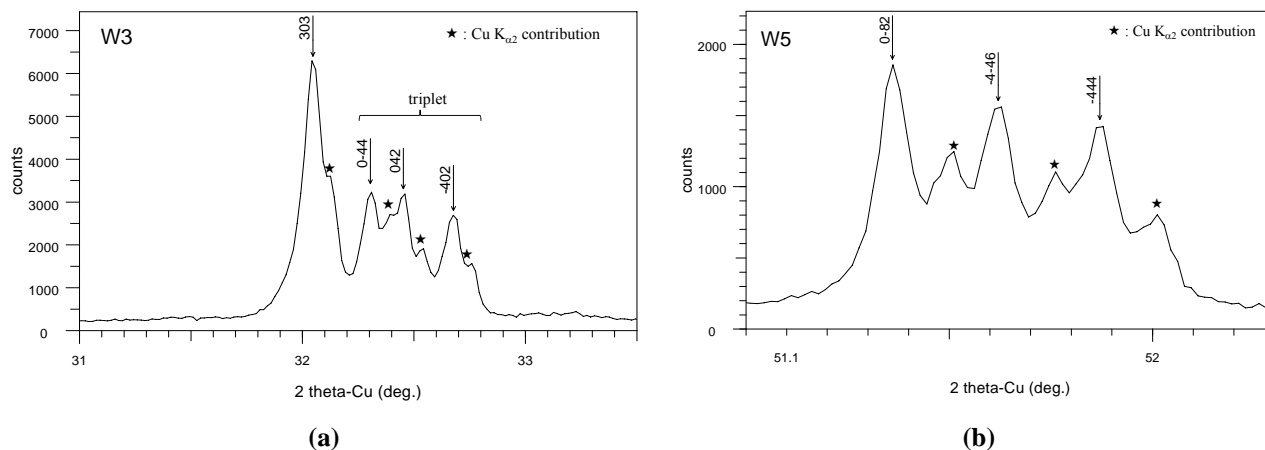 W3
★ : Cu Kα2 contribution
303
triplet
0-44
042
-402
counts
7000
6000
5000
4000
3000
2000
1000
0
31
32
33
2 theta-Cu (deg.)
(a)
W5
★ : Cu Kα2 contribution
0-82
-4-46
-444
counts
2000
1000
0
51.1
52
2 theta-Cu (deg.)
(b)